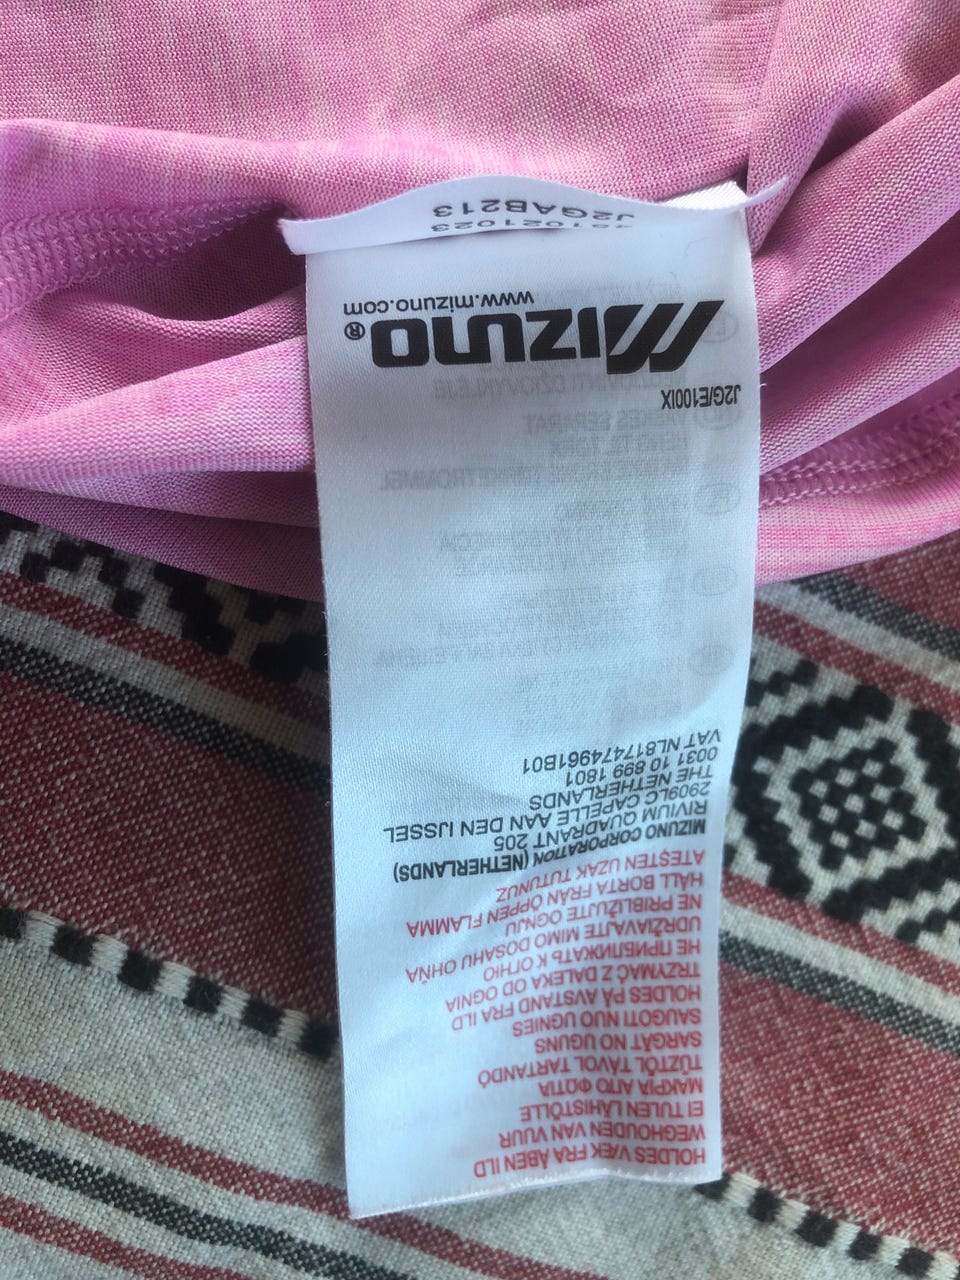 HOLDES VÆK FRA ÅBEN ILD
WEGHOUDEN VAN VUUR
EI TULEN LÄHISTÖLLE
ΜΑΚΡΙΑ ΑΠΟ ΦΩΤΙΑ
TŰZTŐL TÁVOL TARTANDÓ
SARGĀT NO UGUNS
SAUGOTI NUO UGNIES
HOLDES PÅ AVSTAND FRA ILD
TRZYMAĆ Z DALEKA OD OGNIA
НЕ ПРИБЛИЖАТЬ К ОГНЮ
UDRŽIAVAJTE MIMO DOSAHU OHŇA
NE PRIBLIŽUJTE OGNJU
HÅLL BORTA FRÅN ÖPPEN FLAMMA
ATEŞTEN UZAK TUTUNUZ
MIZUNO CORPORATION (NETHERLANDS)
RIVIUM QUADRANT 205
2909LC CAPELLE AAN DEN IJSSEL
THE NETHERLANDS
0031 10 899 1801
VAT NL817474961B01
J2G/E100IX
MIZUNO®
www.mizuno.com
J2GAB213